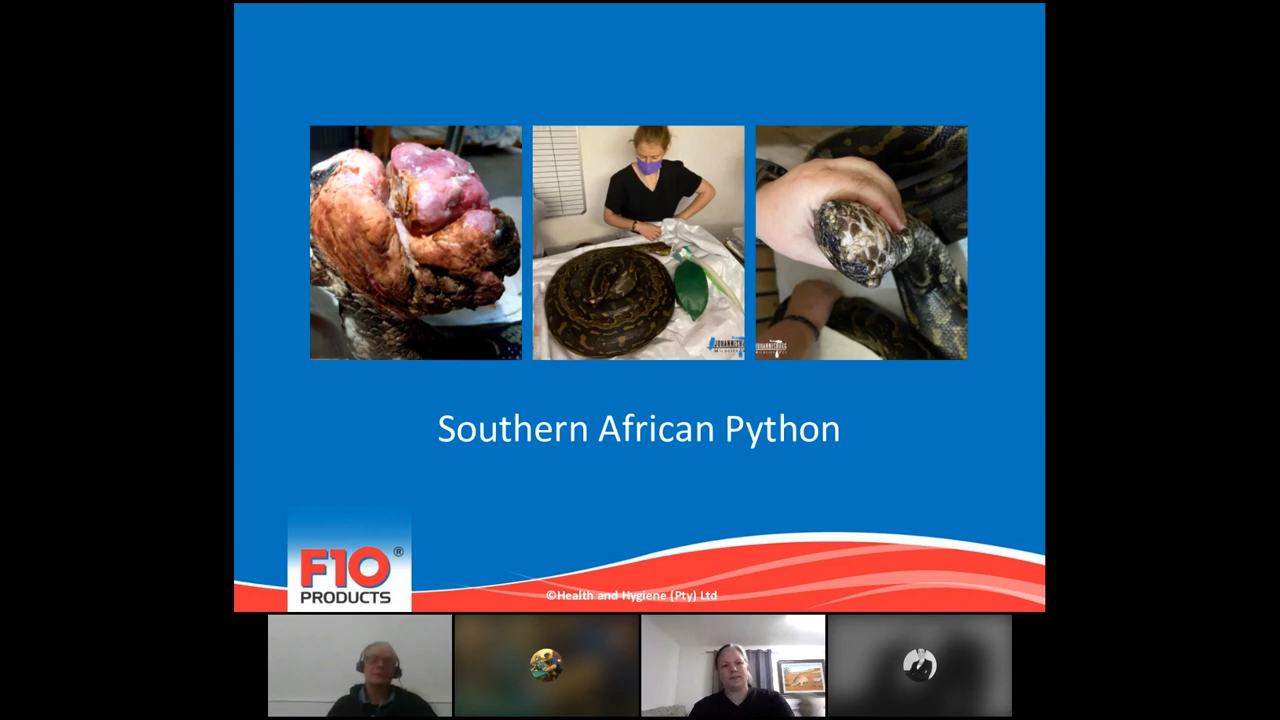 Southern African Python
F10®
PRODUCTS
©Health and Hygiene (Pty) Ltd